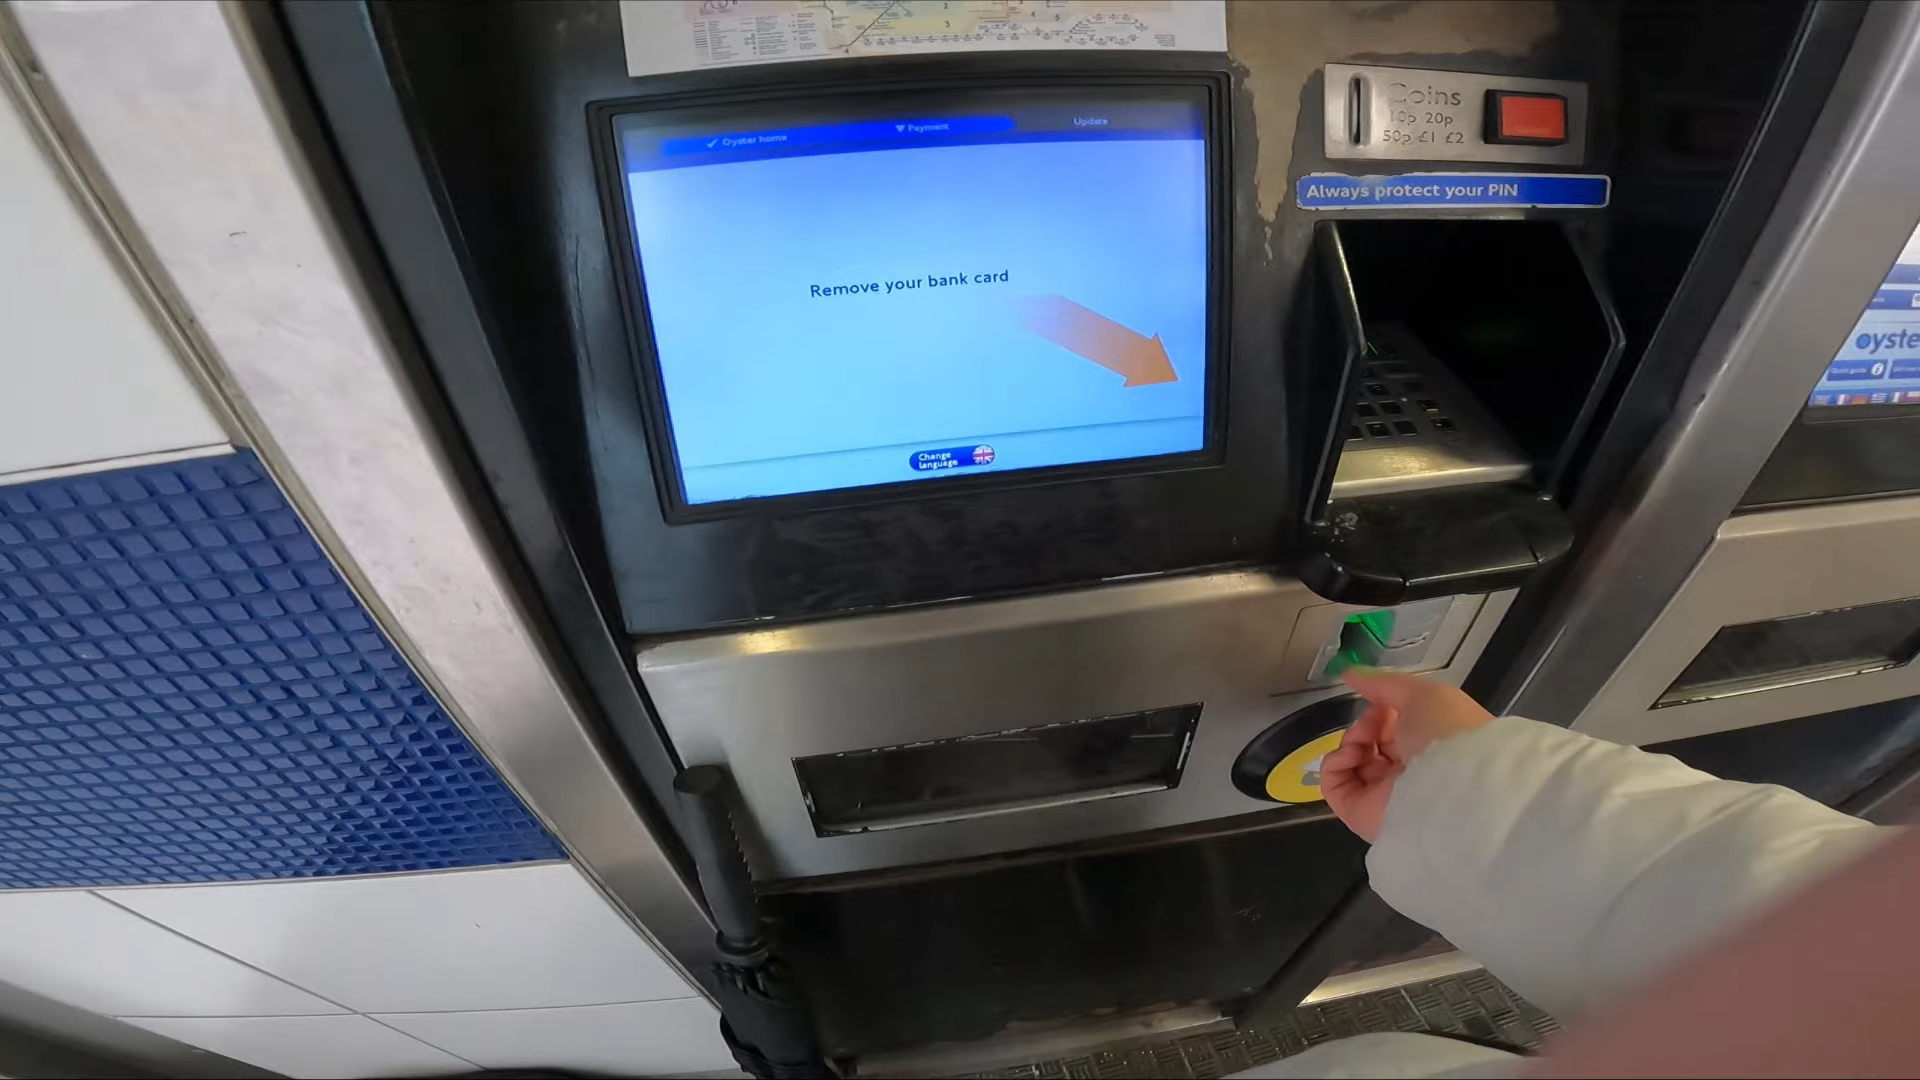 Oyster home
Payment
Update
Remove your bank card
Change
language
Coins
10p 20p
50p £1 £2
Always protect your PIN
oyste